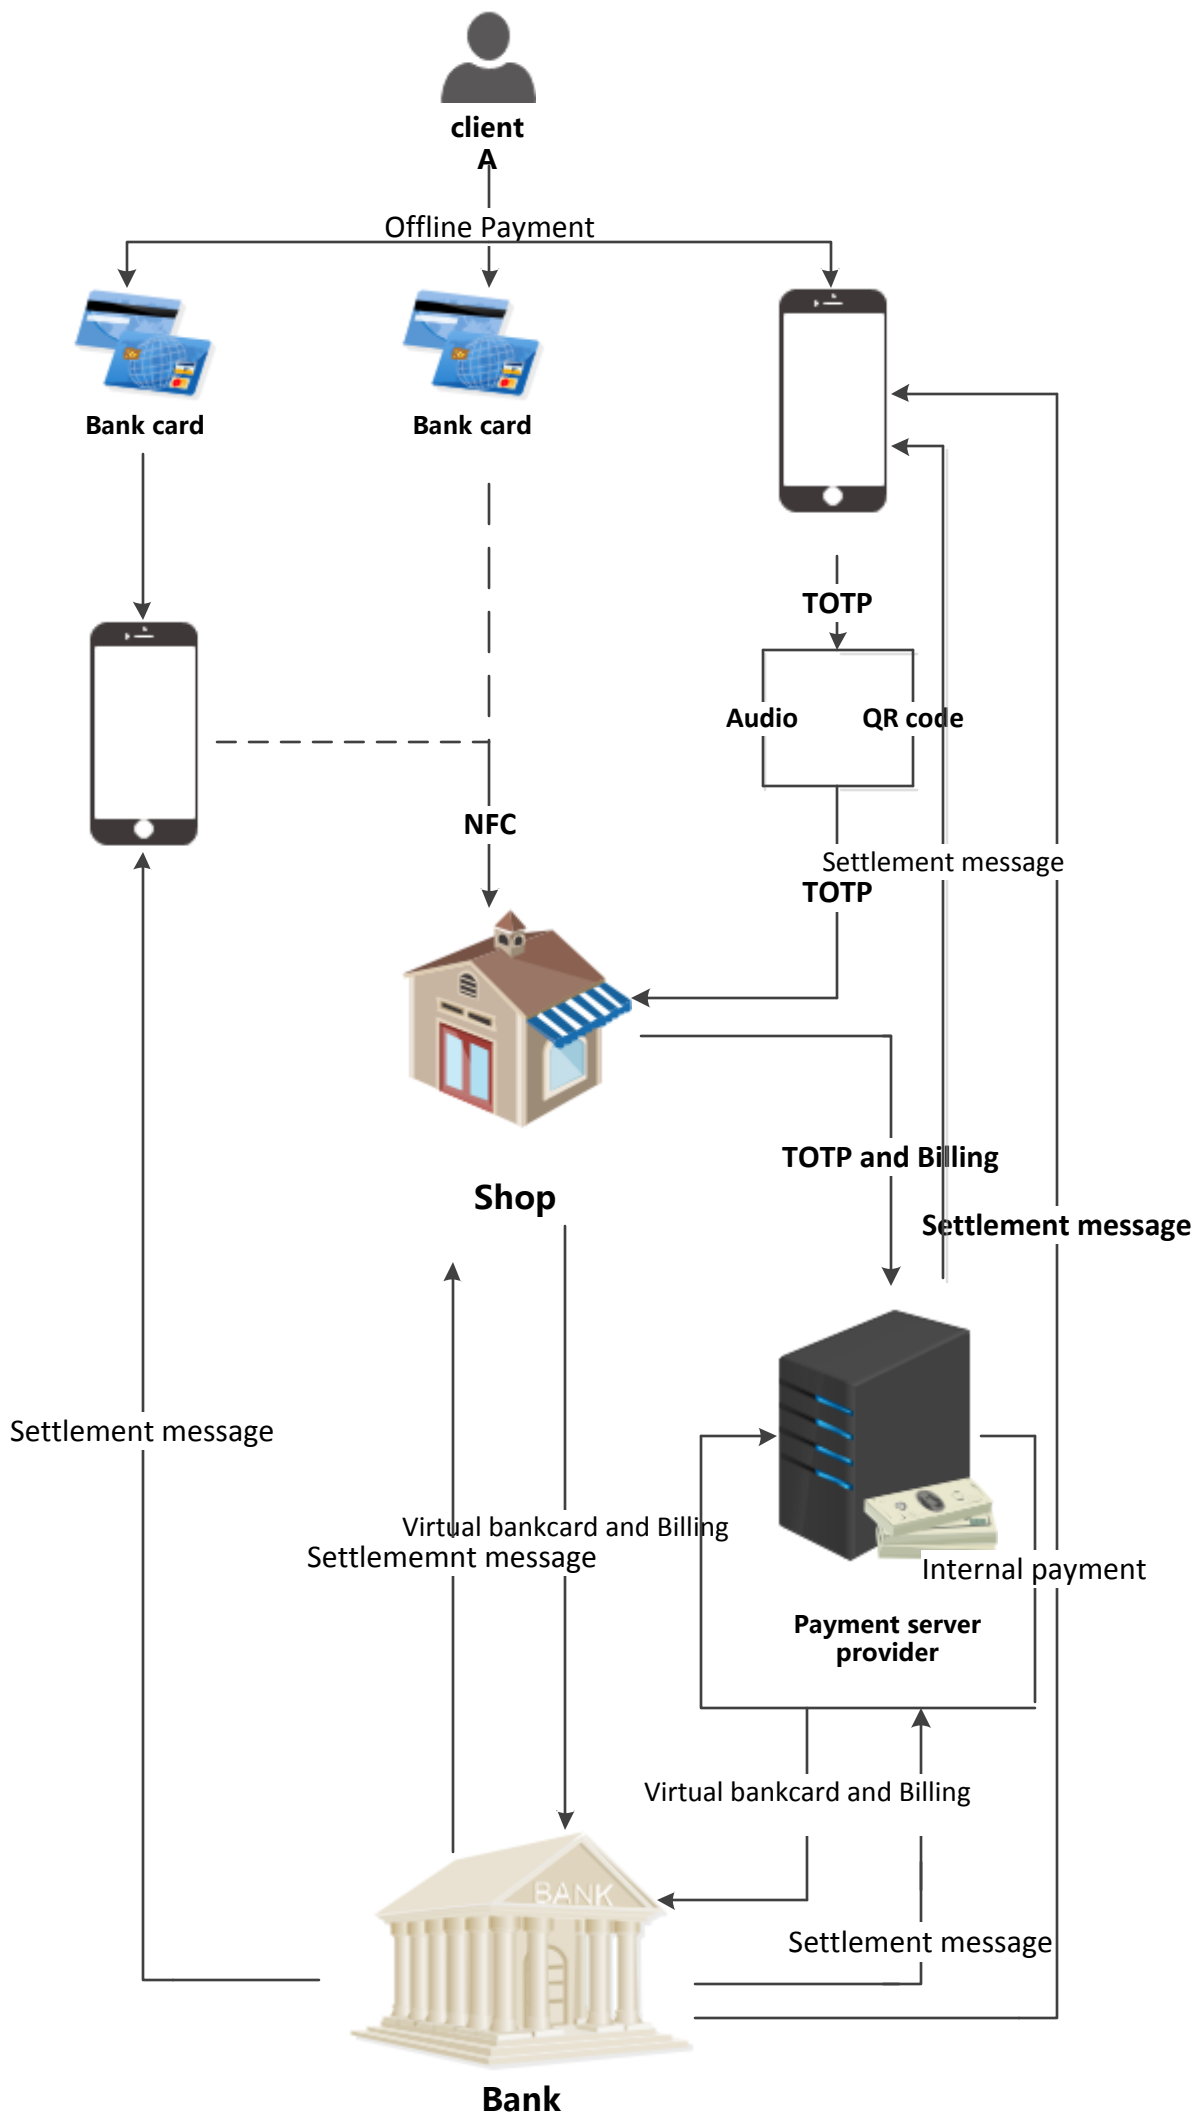 client
A
Offline Payment
Bank card
Bank card
TOTP
Audio
QR code
NFC
Settlement message
TOTP
TOTP and Billing
Shop
Settlement message
Settlement message
Virtual bankcard and Billing
Settlememnt message
Internal payment
Payment server
provider
Virtual bankcard and Billing
BANK
Settlement message
Bank